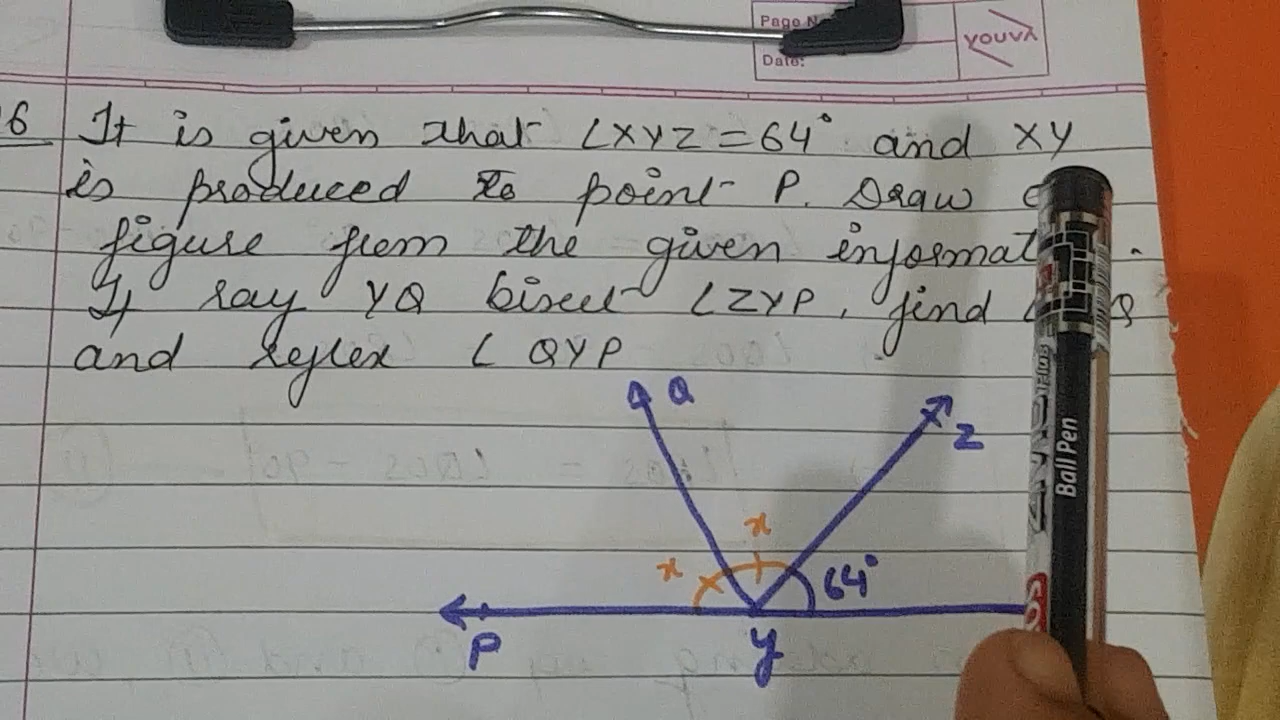 Page N
Date:
YOUVA
6 It is given that ∠XYZ = 64° and XY
is produced to point P. Draw
figure from the given informat
If ray YQ bisect ∠ZYP, find ∠ Q
and reflex ∠QYP
Q
Z
x
x
64°
P
Y
Ball Pen